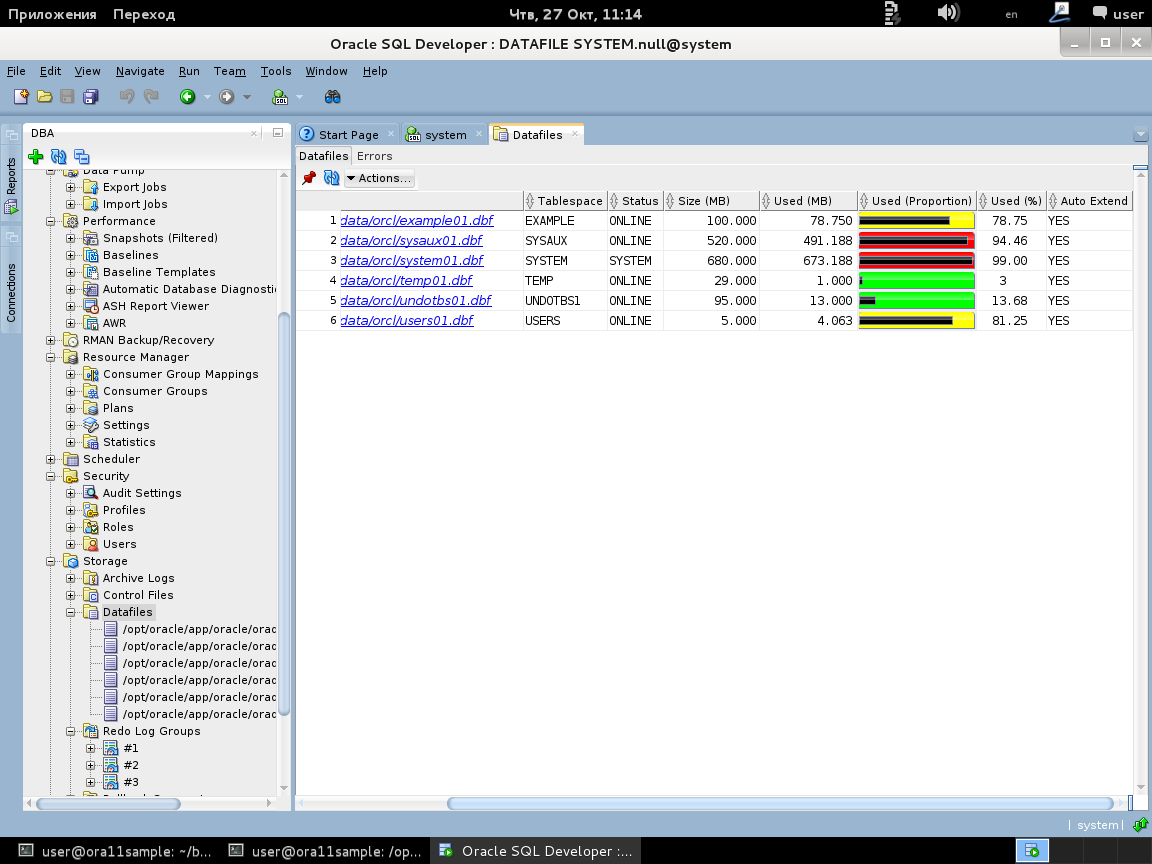 Приложения Переход Чтв, 27 Окт, 11:14 en user
Oracle SQL Developer : DATAFILE SYSTEM.null@system
File Edit View Navigate Run Team Tools Window Help
Reports
Connections
DBA
Data Pump
Export Jobs
Import Jobs
Performance
Snapshots (Filtered)
Baselines
Baseline Templates
Automatic Database Diagnosti
ASH Report Viewer
AWR
RMAN Backup/Recovery
Resource Manager
Consumer Group Mappings
Consumer Groups
Plans
Settings
Statistics
Scheduler
Security
Audit Settings
Profiles
Roles
Users
Storage
Archive Logs
Control Files
Datafiles
/opt/oracle/app/oracle/orac
/opt/oracle/app/oracle/orac
/opt/oracle/app/oracle/orac
/opt/oracle/app/oracle/orac
/opt/oracle/app/oracle/orac
/opt/oracle/app/oracle/orac
Redo Log Groups
#1
#2
#3
Start Page system Datafiles
Datafiles Errors
Actions...
Tablespace Status Size (MB) Used (MB) Used (Proportion) Used (%) Auto Extend
1 data/orcl/example01.dbf EXAMPLE ONLINE 100.000 78.750 78.75 YES
2 data/orcl/sysaux01.dbf SYSAUX ONLINE 520.000 491.188 94.46 YES
3 data/orcl/system01.dbf SYSTEM SYSTEM 680.000 673.188 99.00 YES
4 data/orcl/temp01.dbf TEMP ONLINE 29.000 1.000 3 YES
5 data/orcl/undotbs01.dbf UNDOTBS1 ONLINE 95.000 13.000 13.68 YES
6 data/orcl/users01.dbf USERS ONLINE 5.000 4.063 81.25 YES
| system|
user@ora11sample: ~/b... user@ora11sample: /op... Oracle SQL Developer :...